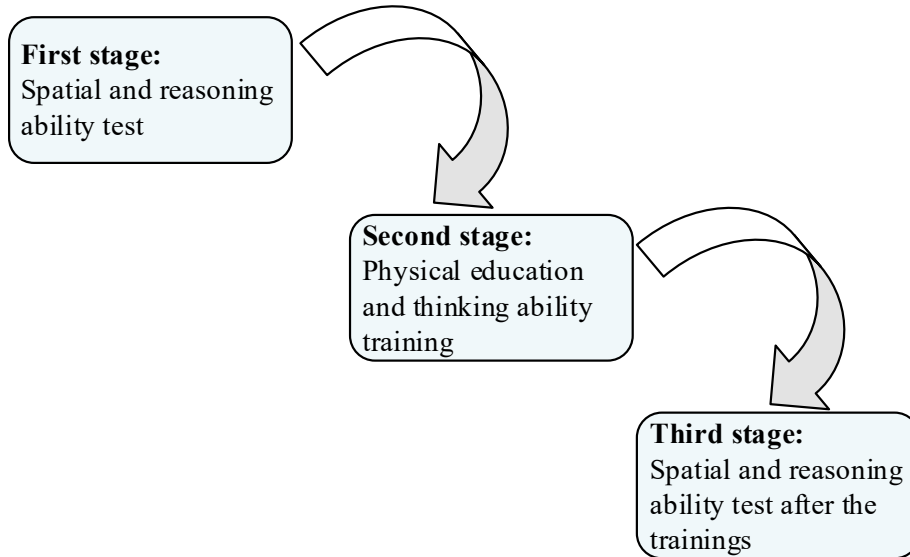 First stage:
Spatial and reasoning
ability test
Second stage:
Physical education
and thinking ability
training
Third stage:
Spatial and reasoning
ability test after the
trainings